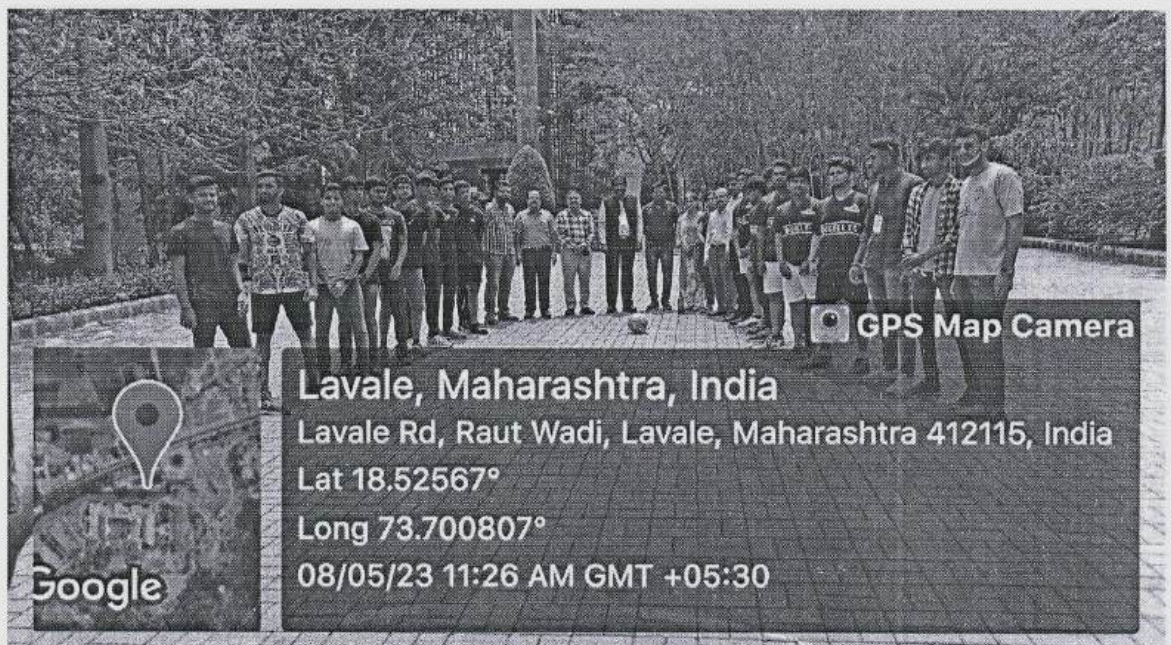 GPS Map Camera
Lavale, Maharashtra, India
Lavale Rd, Raut Wadi, Lavale, Maharashtra 412115, India
Lat 18.52567°
Long 73.700807°
08/05/23 11:26 AM GMT +05:30
Google